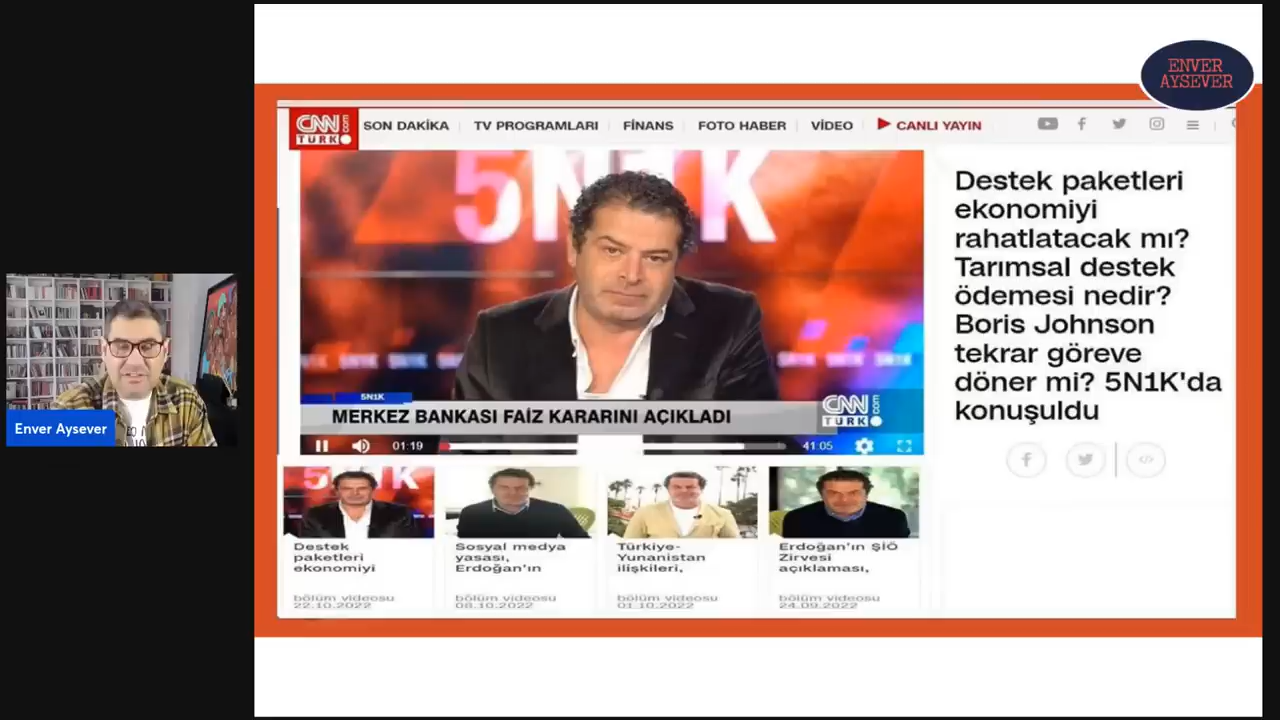 ENVER
AYSEVER
CNN
TÜRK
.com
SON DAKİKA
TV PROGRAMLARI
FİNANS
FOTO HABER
VİDEO
CANLI YAYIN
5N1K
5N1K
MERKEZ BANKASI FAİZ KARARINI AÇIKLADI
CNN
TÜRK
.com
01:19
41:05
Destek paketleri
ekonomiyi
rahatlatacak mı?
Tarımsal destek
ödemesi nedir?
Boris Johnson
tekrar göreve
döner mi? 5N1K'da
konuşuldu
Destek
paketleri
ekonomiyi
bölüm videosu
22.10.2022
Sosyal medya
yasası,
Erdoğan'ın
bölüm videosu
08.10.2022
Türkiye-
Yunanistan
ilişkileri,
bölüm videosu
01.10.2022
Erdoğan'ın ŞİÖ
Zirvesi
açıklaması,
bölüm videosu
24.09.2022
Enver Aysever